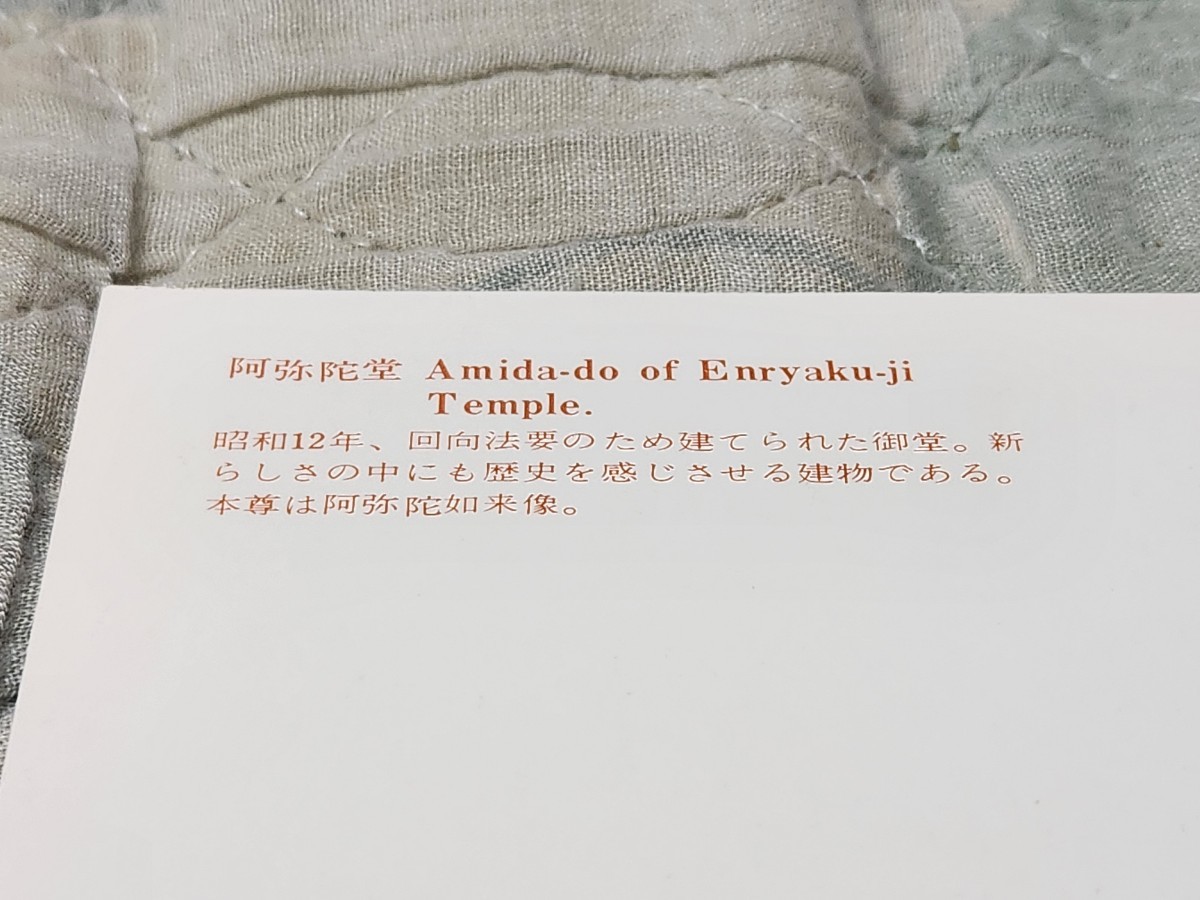 阿弥陀堂 Amida-do of Enryaku-ji
Temple.
昭和12年、回向法要のため建てられた御堂。新
らしさの中にも歴史を感じさせる建物である。
本尊は阿弥陀如来像。